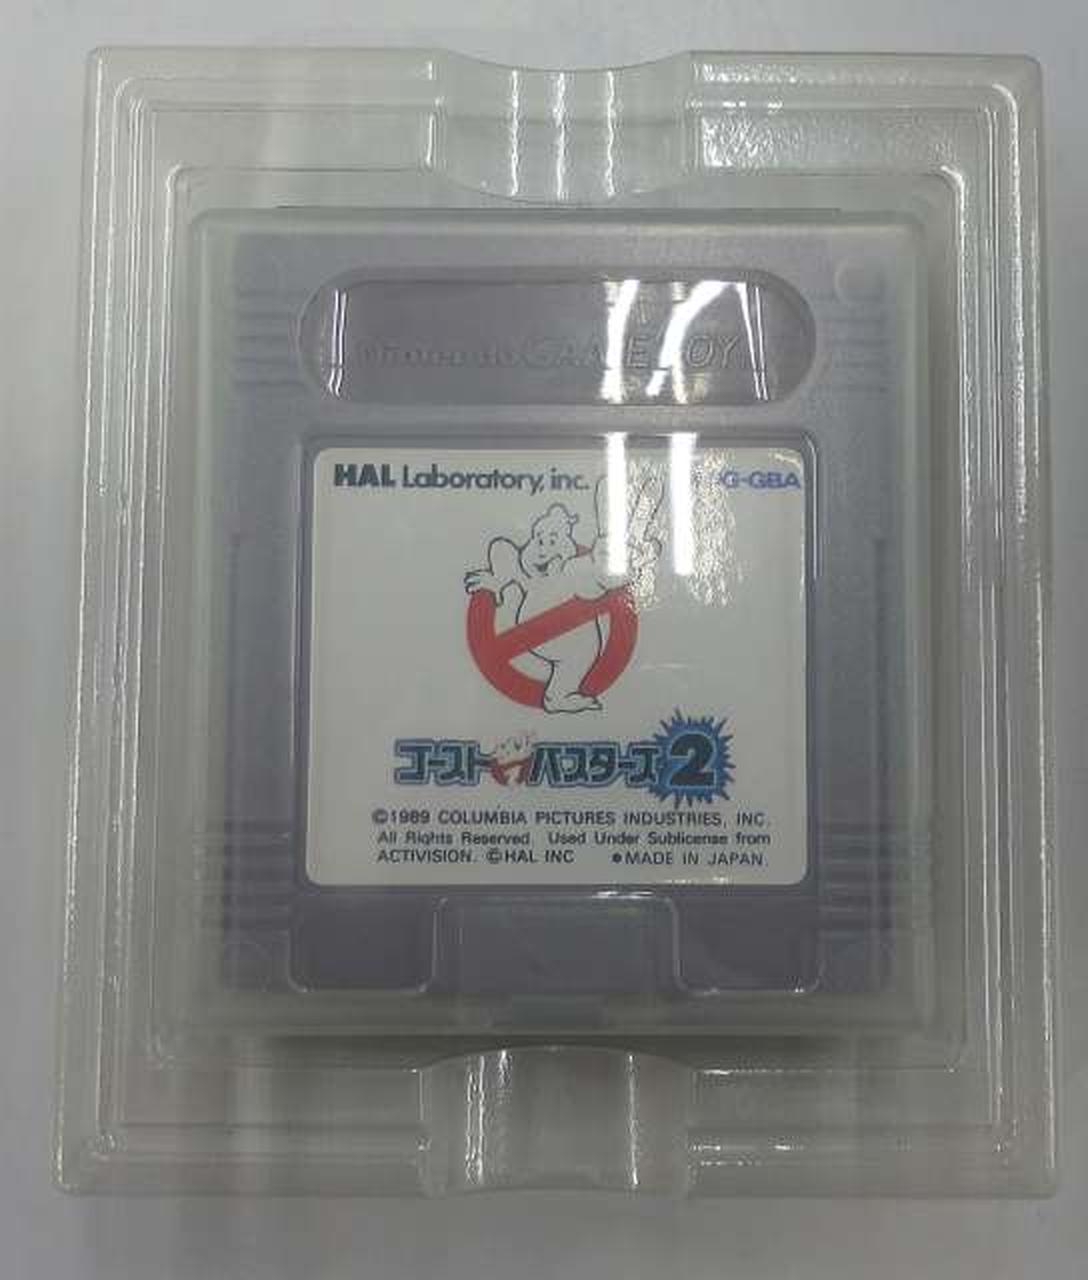 Nintendo GAME BOY
HAL Laboratory, inc. G-GBA
ゴーストバスターズ2
©1989 COLUMBIA PICTURES INDUSTRIES, INC.
All Rights Reserved. Used Under Sublicense from
ACTIVISION. ©HAL INC ●MADE IN JAPAN.